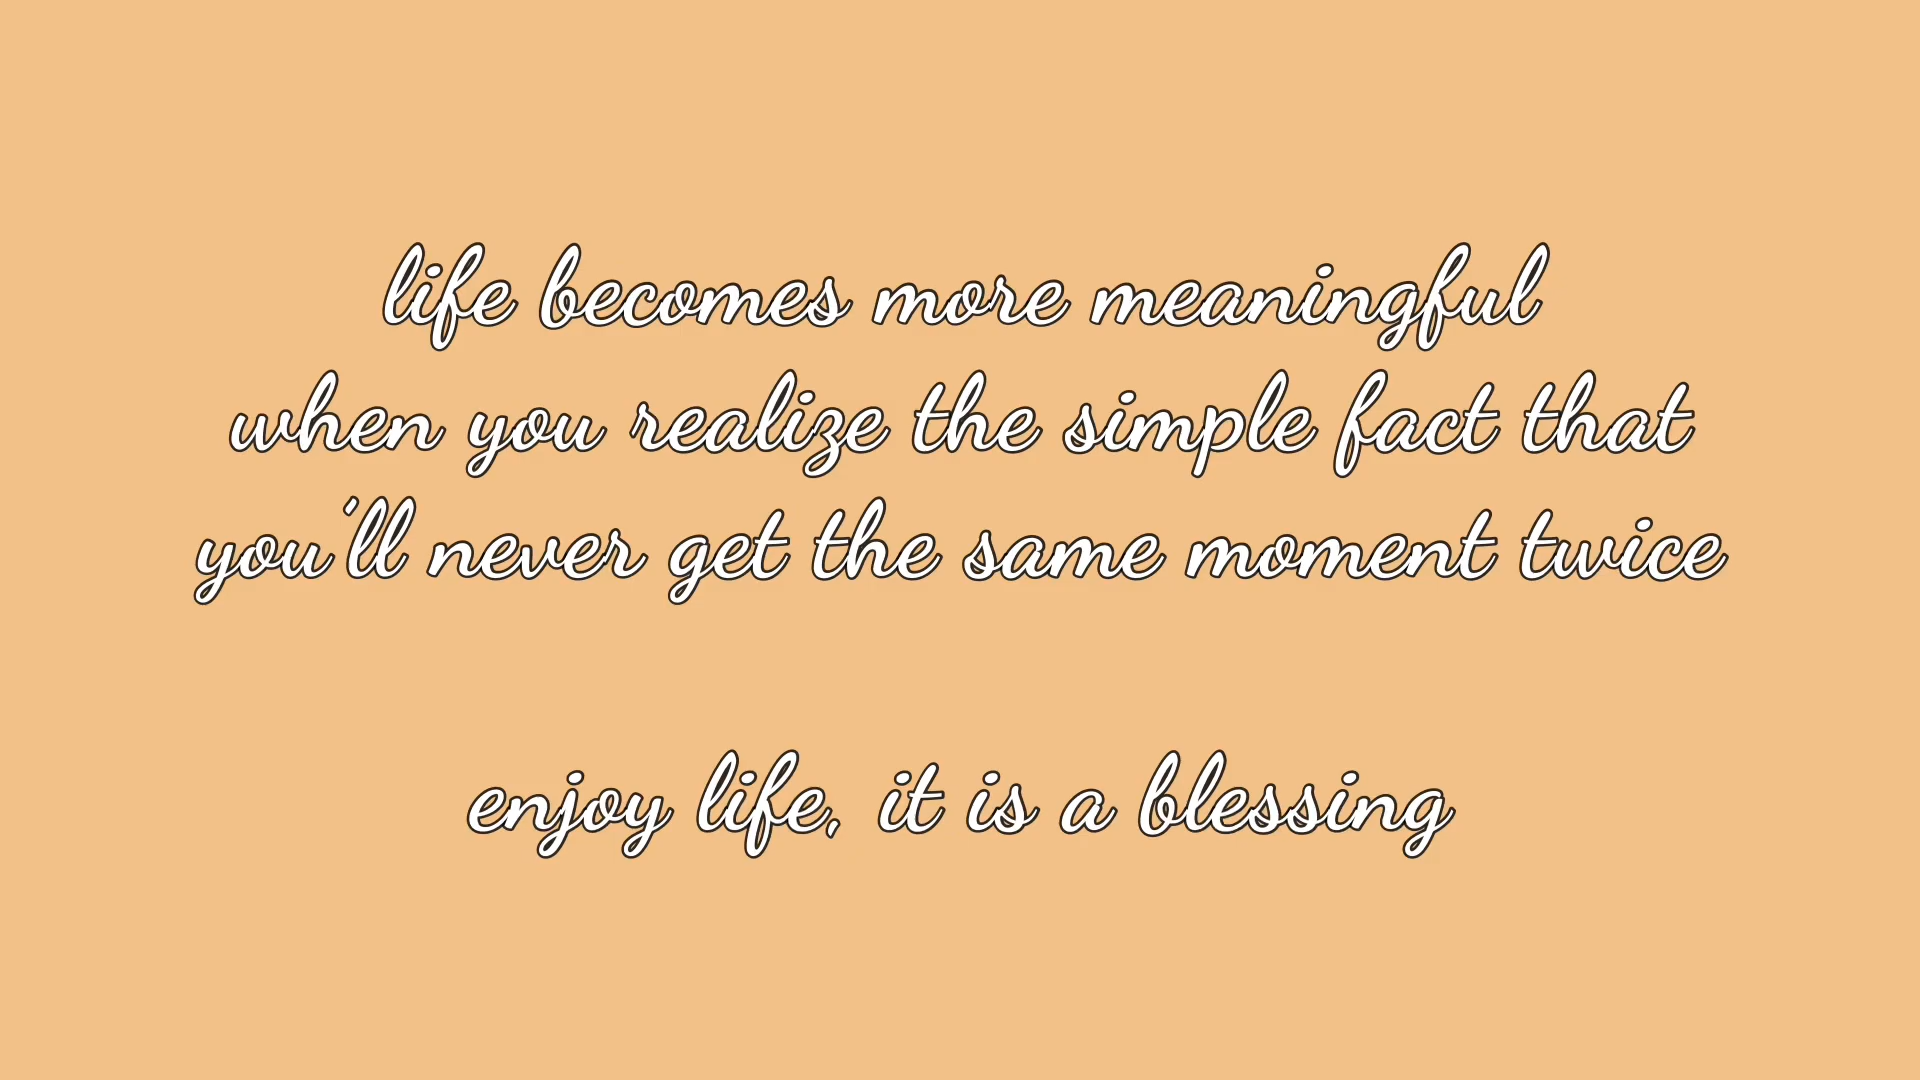 life becomes more meaningful
when you realize the simple fact that
you'll never get the same moment twice
enjoy life, it is a blessing